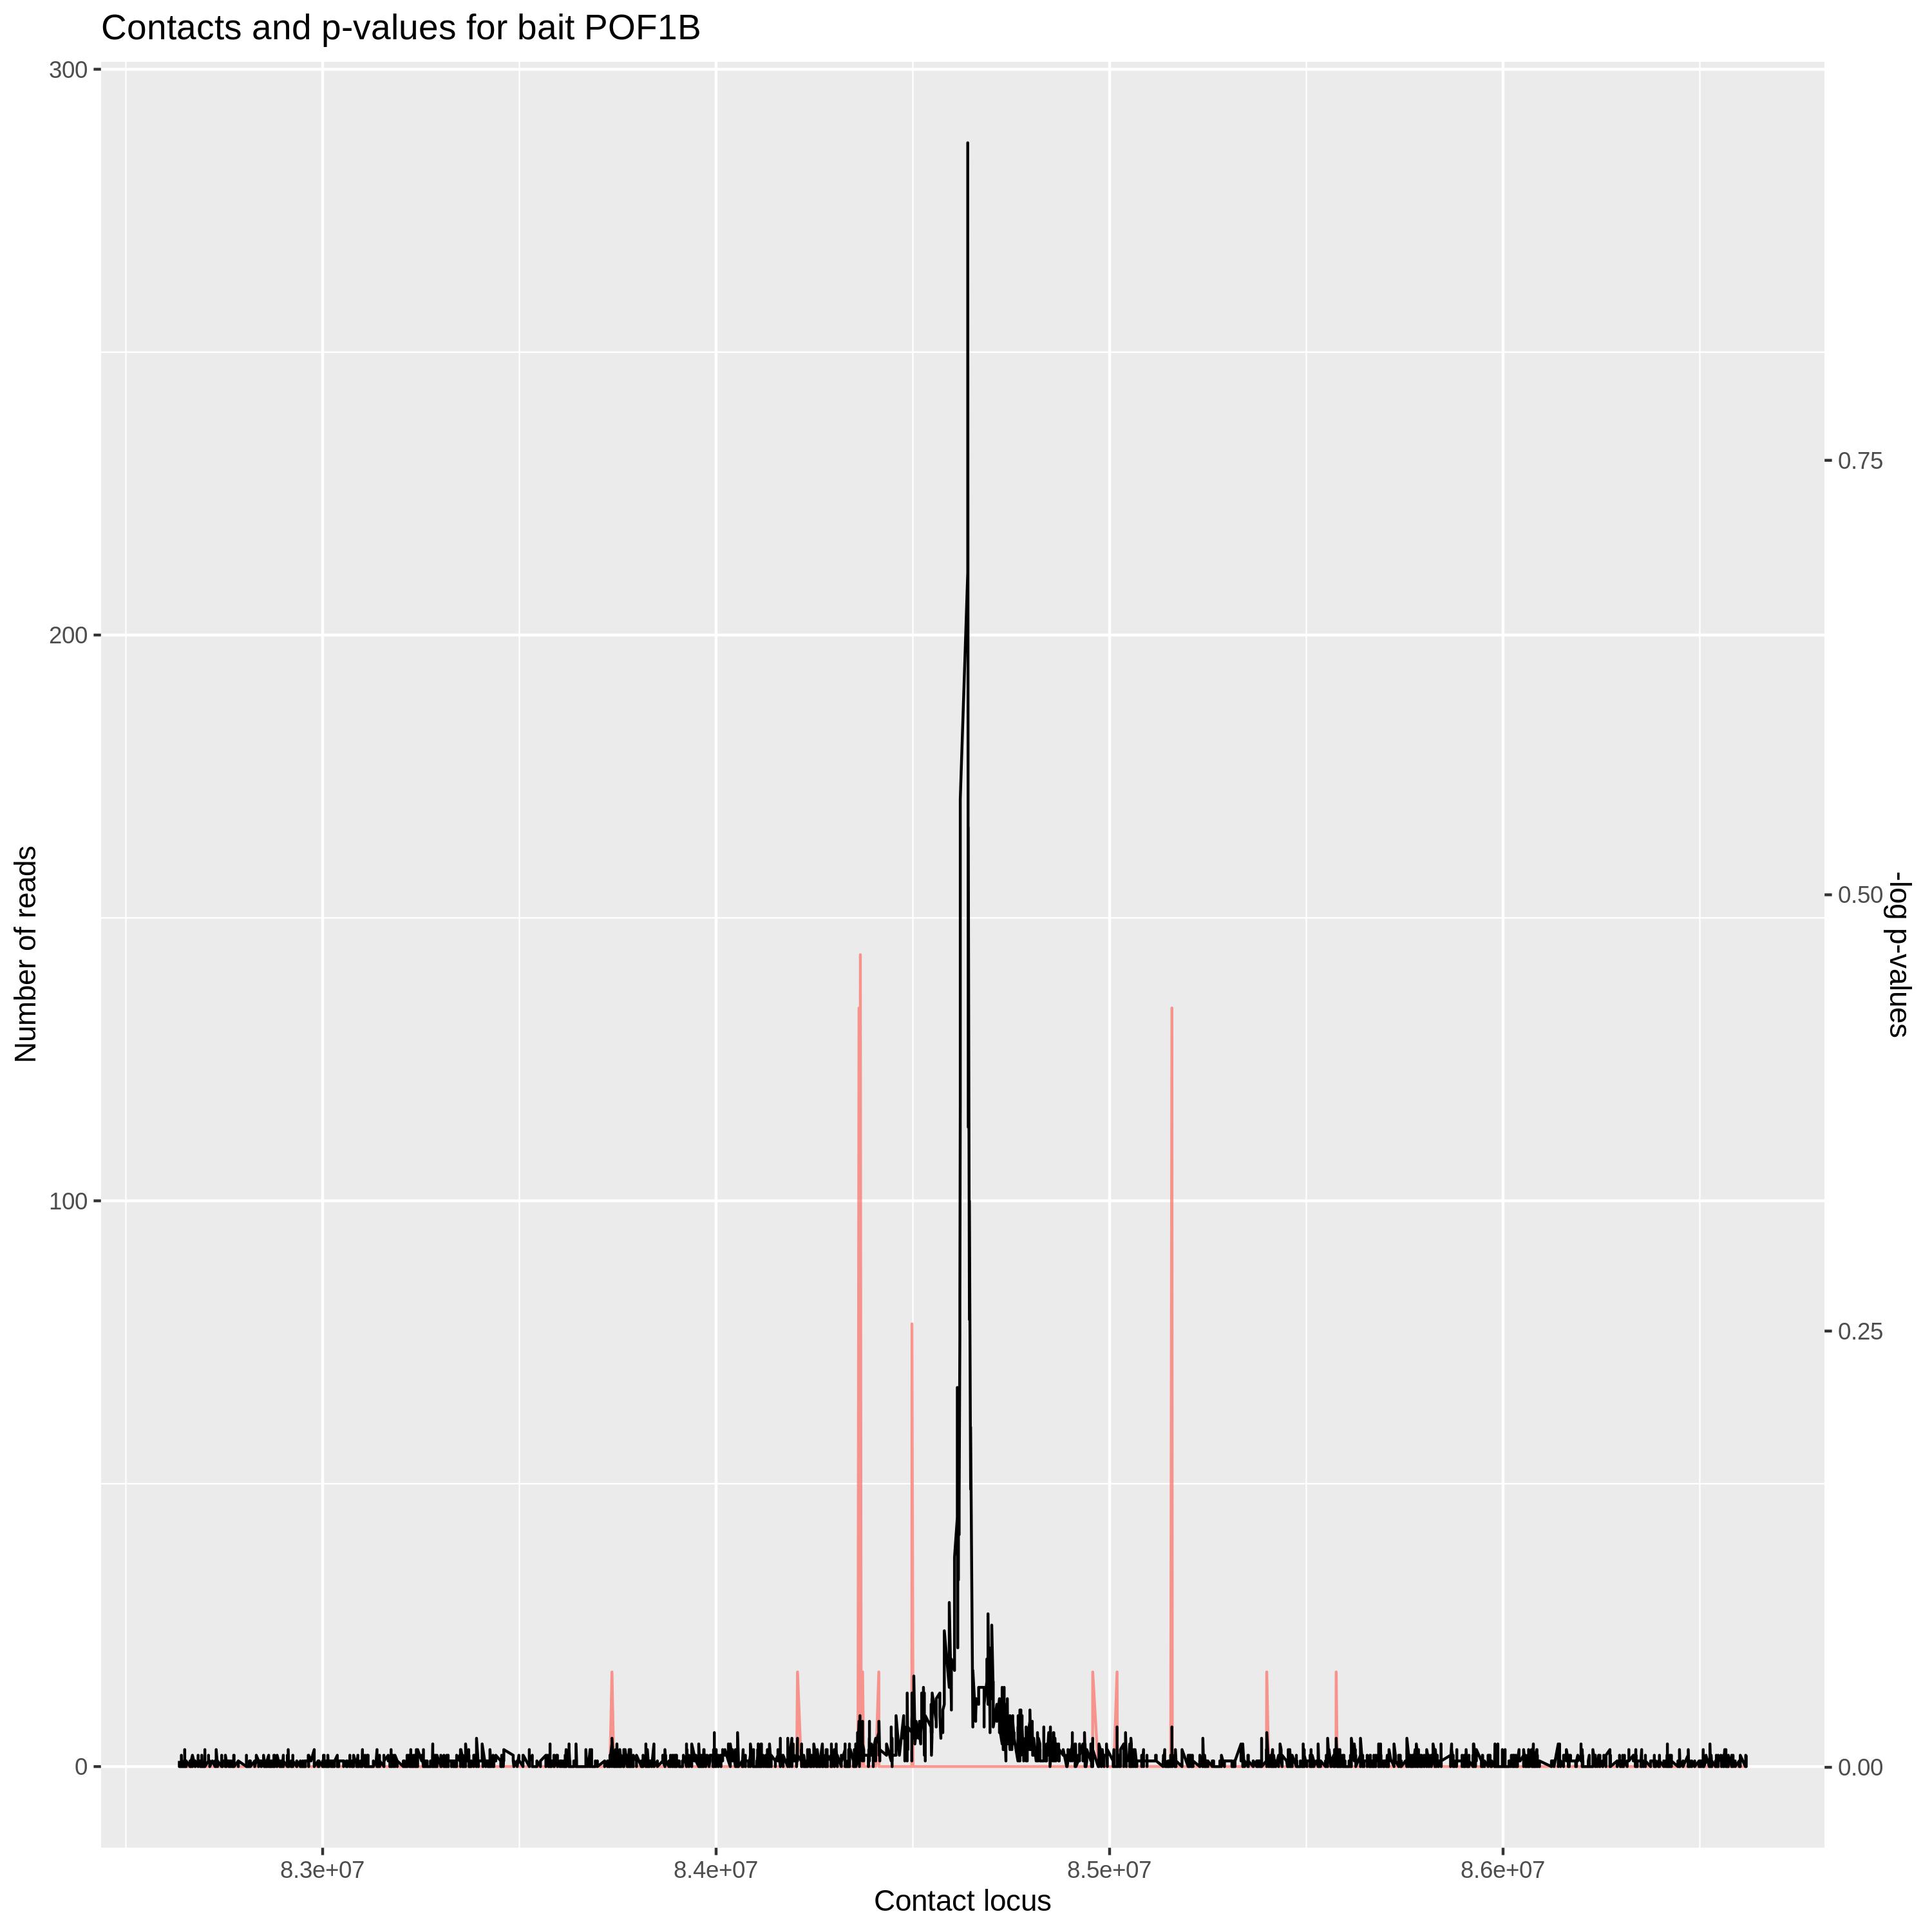 Contacts and p-values for bait POF1B
300
200
100
0
Number of reads
0.75
0.50
0.25
0.00
-log p-values
8.3e+07
8.4e+07
8.5e+07
8.6e+07
Contact locus